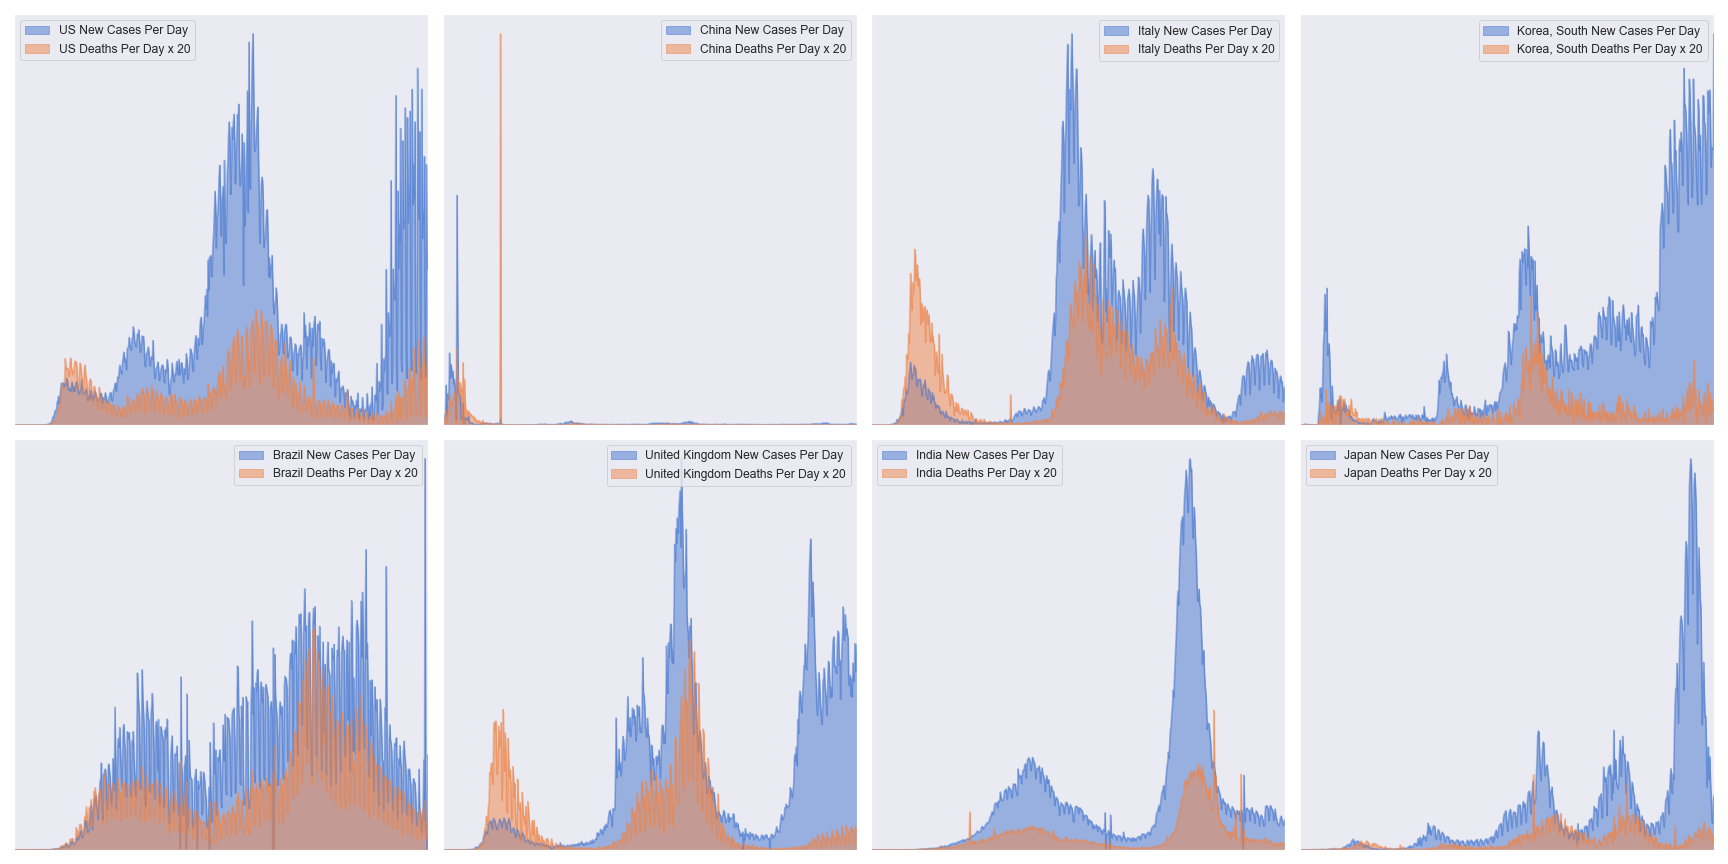 US New Cases Per Day
US Deaths Per Day x 20
China New Cases Per Day
China Deaths Per Day x 20
Italy New Cases Per Day
Italy Deaths Per Day x 20
Korea, South New Cases Per Day
Korea, South Deaths Per Day x 20
Brazil New Cases Per Day
Brazil Deaths Per Day x 20
United Kingdom New Cases Per Day
United Kingdom Deaths Per Day x 20
India New Cases Per Day
India Deaths Per Day x 20
Japan New Cases Per Day
Japan Deaths Per Day x 20